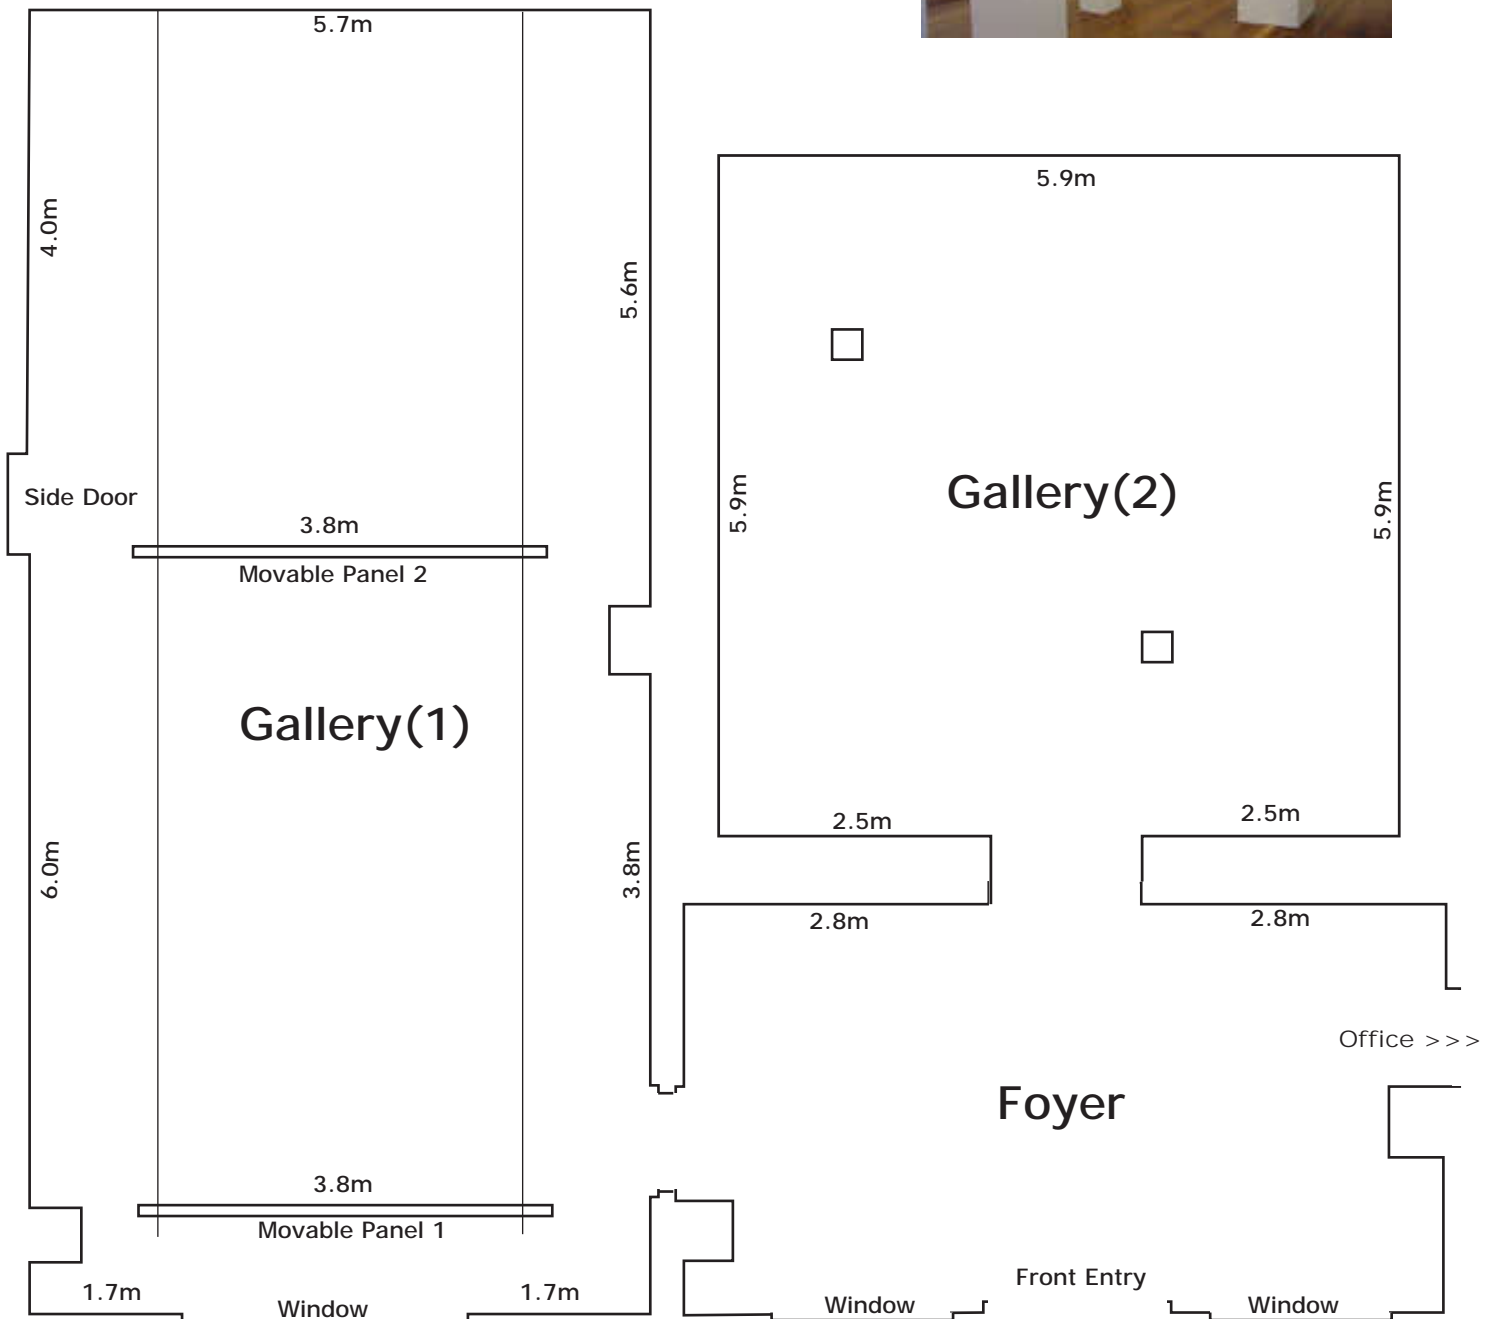 5.7m
4.0m
5.6m
Side Door
3.8m
Movable Panel 2
Gallery(1)
6.0m
3.8m
3.8m
Movable Panel 1
1.7m
1.7m
Window
5.9m
5.9m
Gallery(2)
5.9m
2.5m
2.5m
2.8m
2.8m
Office >>>
Foyer
Front Entry
Window
Window